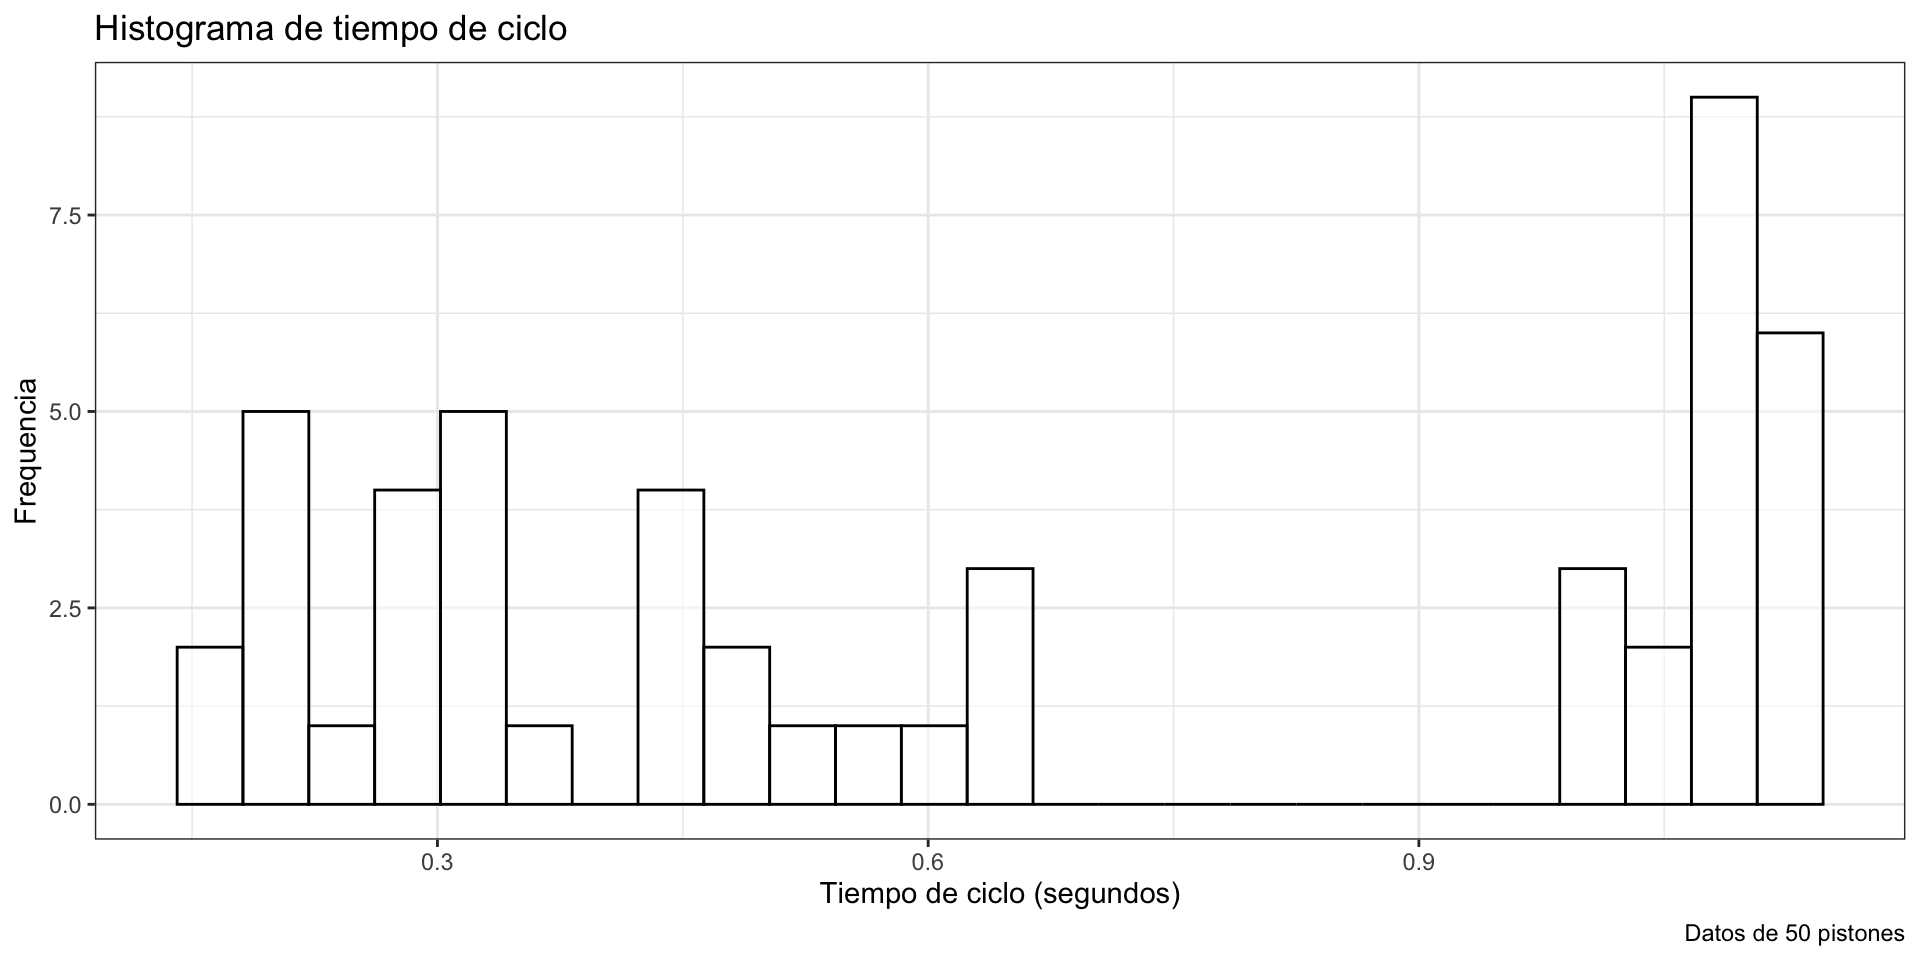 Histograma de tiempo de ciclo
Frequencia
7.5
5.0
2.5
0.0
0.3
0.6
0.9
Tiempo de ciclo (segundos)
Datos de 50 pistones